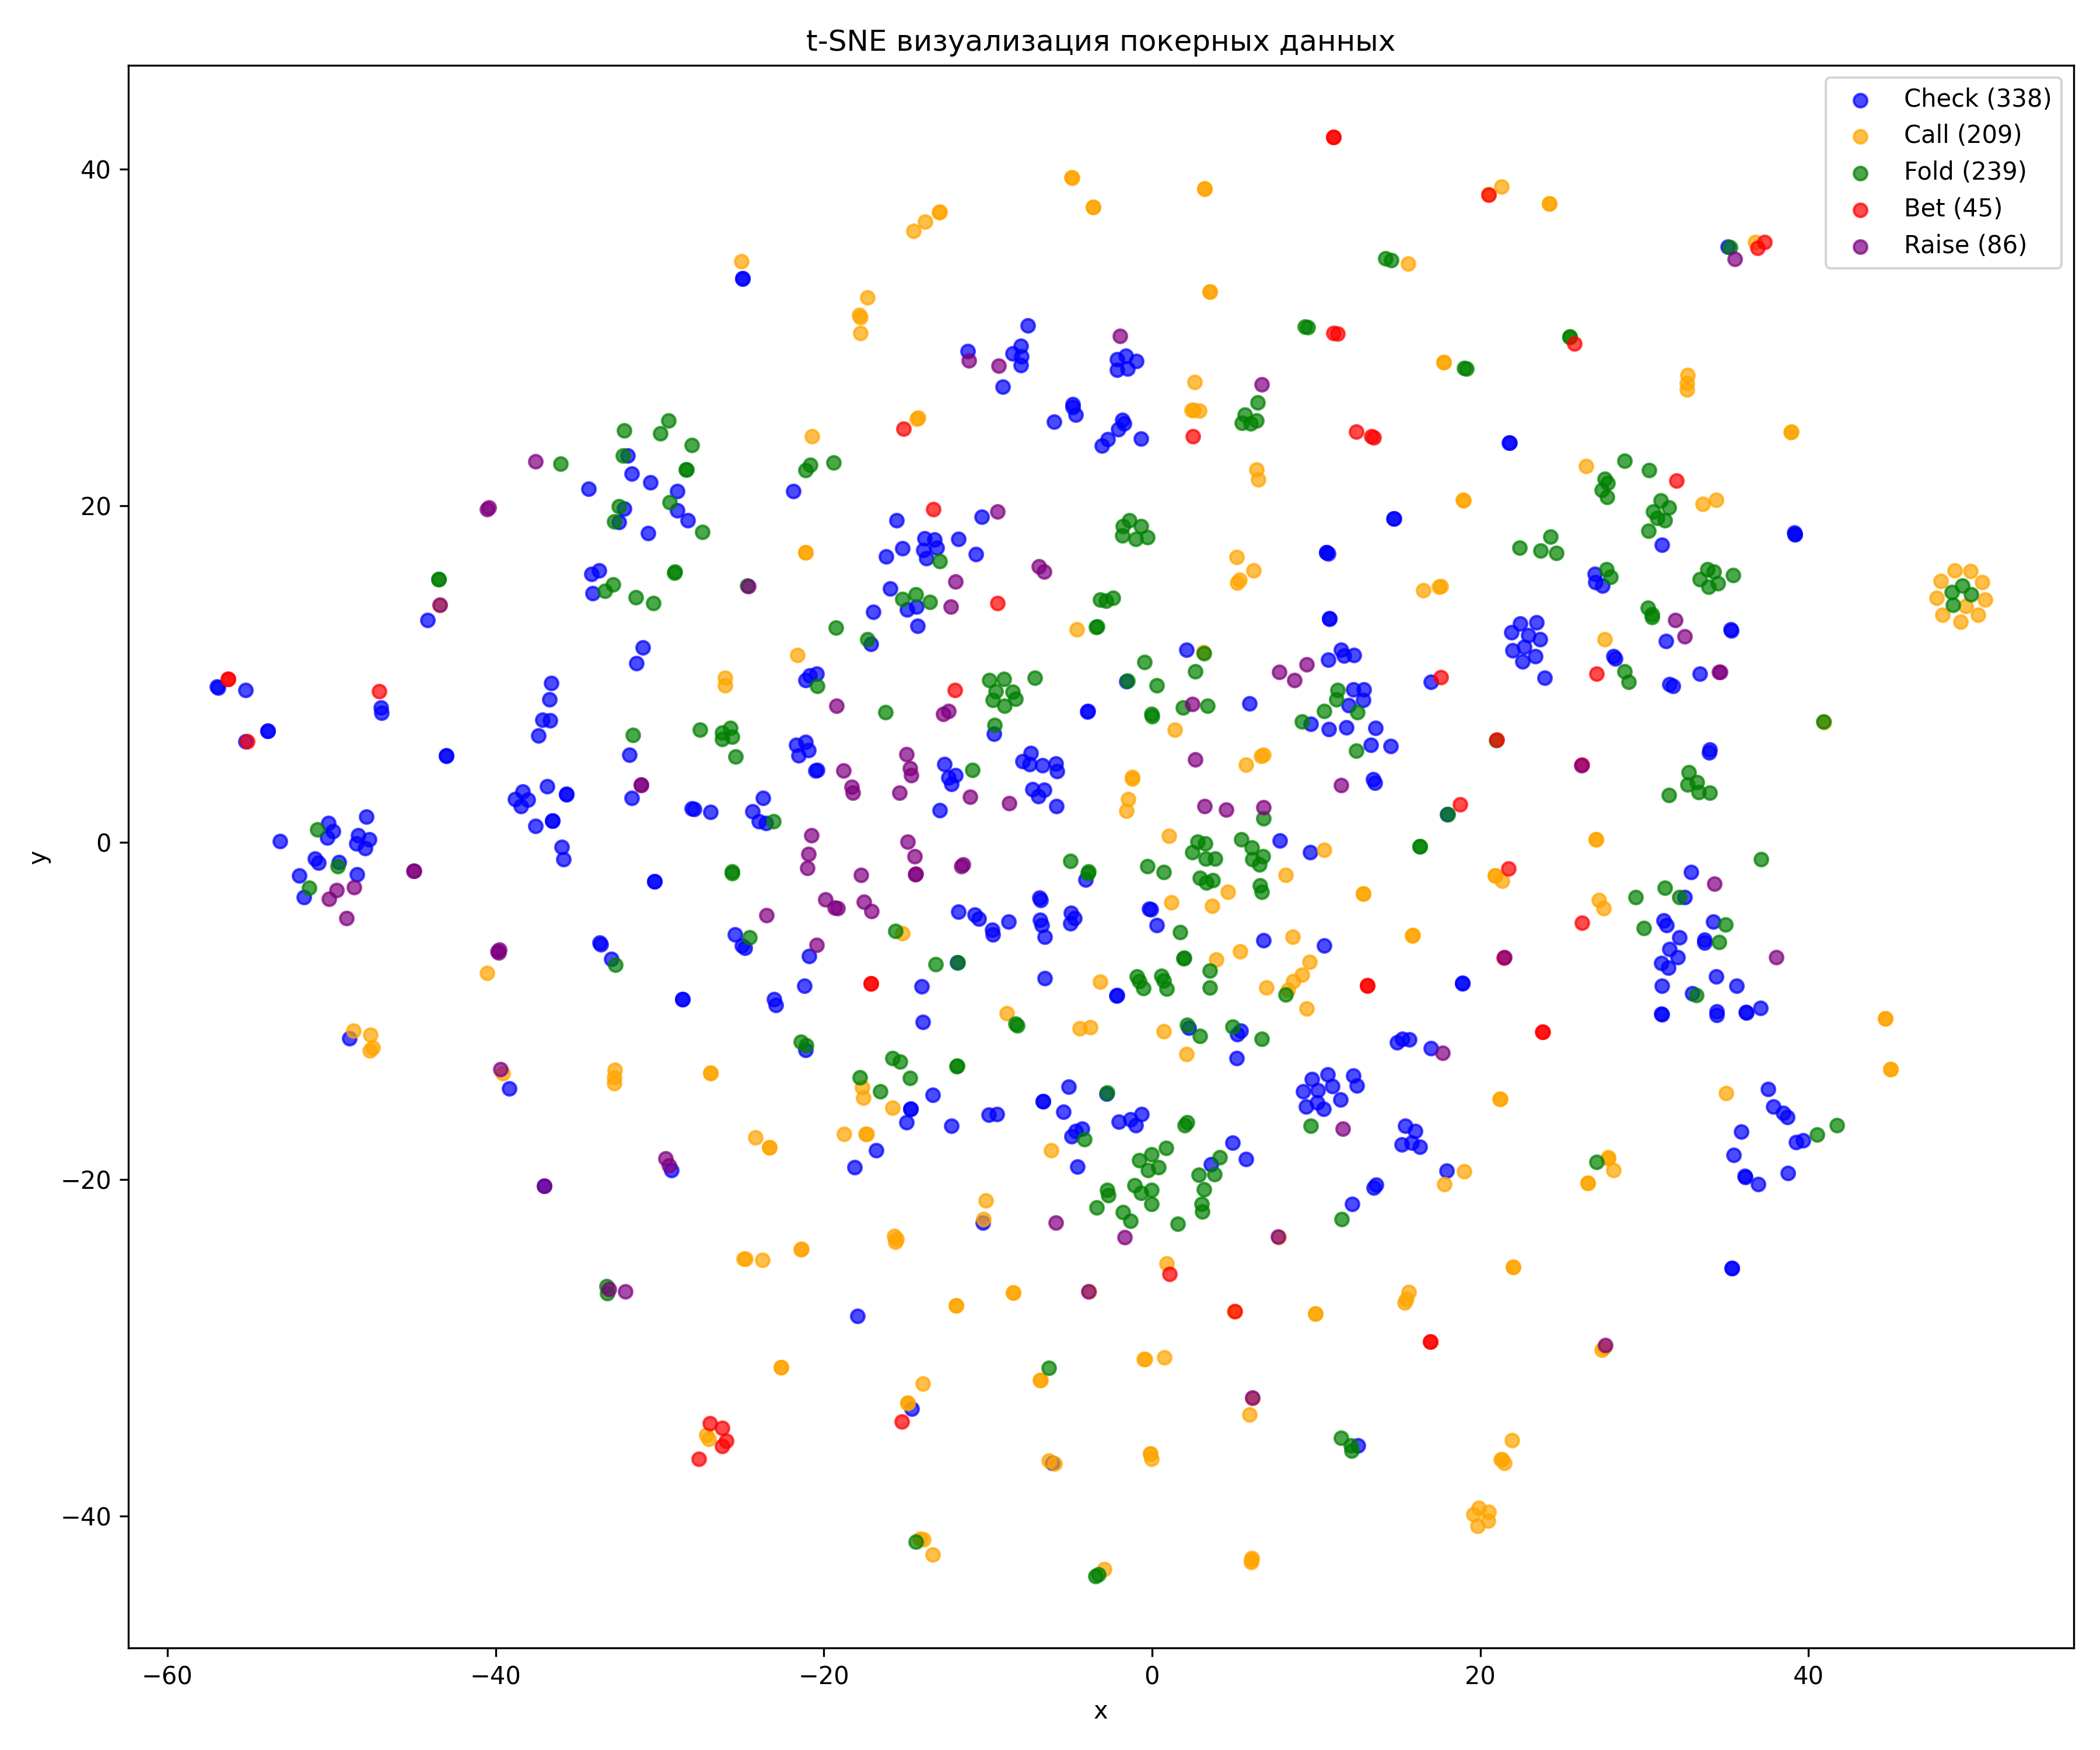 t-SNE визуализация покерных данных
Check (338)
Call (209)
Fold (239)
Bet (45)
Raise (86)
40
20
0
−20
−40
y
−60
−40
−20
0
20
40
x